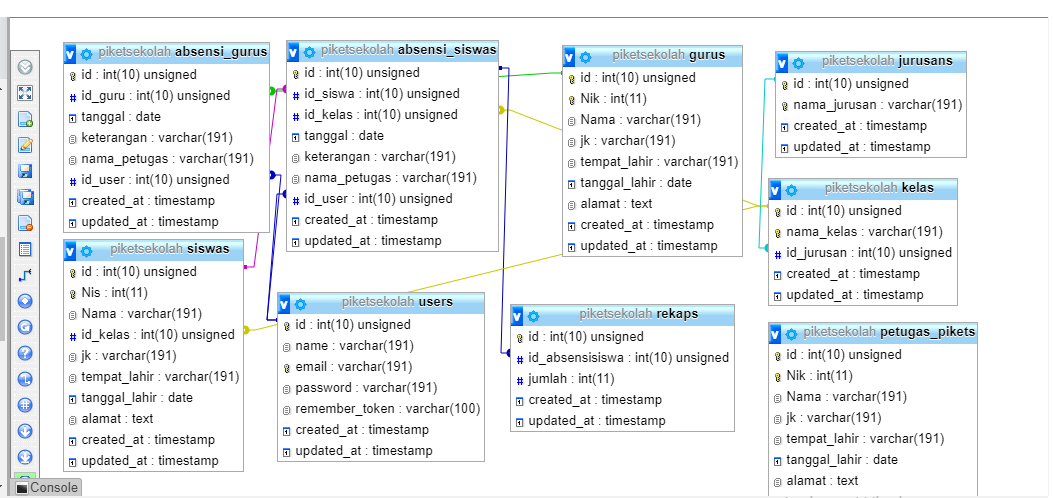 piketsekolah absensi_gurus
id : int(10) unsigned
id_guru : int(10) unsigned
tanggal : date
keterangan : varchar(191)
nama_petugas : varchar(191)
id_user : int(10) unsigned
created_at : timestamp
updated_at : timestamp
piketsekolah absensi_siswas
id : int(10) unsigned
id_siswa : int(10) unsigned
id_kelas : int(10) unsigned
tanggal : date
keterangan : varchar(191)
nama_petugas : varchar(191)
id_user : int(10) unsigned
created_at : timestamp
updated_at : timestamp
piketsekolah gurus
id : int(10) unsigned
Nik : int(11)
Nama : varchar(191)
jk : varchar(191)
tempat_lahir : varchar(191)
tanggal_lahir : date
alamat : text
created_at : timestamp
updated_at : timestamp
piketsekolah jurusans
id : int(10) unsigned
nama_jurusan : varchar(191)
created_at : timestamp
updated_at : timestamp
piketsekolah kelas
id : int(10) unsigned
nama_kelas : varchar(191)
id_jurusan : int(10) unsigned
created_at : timestamp
updated_at : timestamp
piketsekolah siswas
id : int(10) unsigned
Nis : int(11)
Nama : varchar(191)
id_kelas : int(10) unsigned
jk : varchar(191)
tempat_lahir : varchar(191)
tanggal_lahir : date
alamat : text
created_at : timestamp
updated_at : timestamp
piketsekolah users
id : int(10) unsigned
name : varchar(191)
email : varchar(191)
password : varchar(191)
remember_token : varchar(100)
created_at : timestamp
updated_at : timestamp
piketsekolah rekaps
id : int(10) unsigned
id_absensisiswa : int(10) unsigned
jumlah : int(11)
created_at : timestamp
updated_at : timestamp
piketsekolah petugas_pikets
id : int(10) unsigned
Nik : int(11)
Nama : varchar(191)
jk : varchar(191)
tempat_lahir : varchar(191)
tanggal_lahir : date
alamat : text
Console